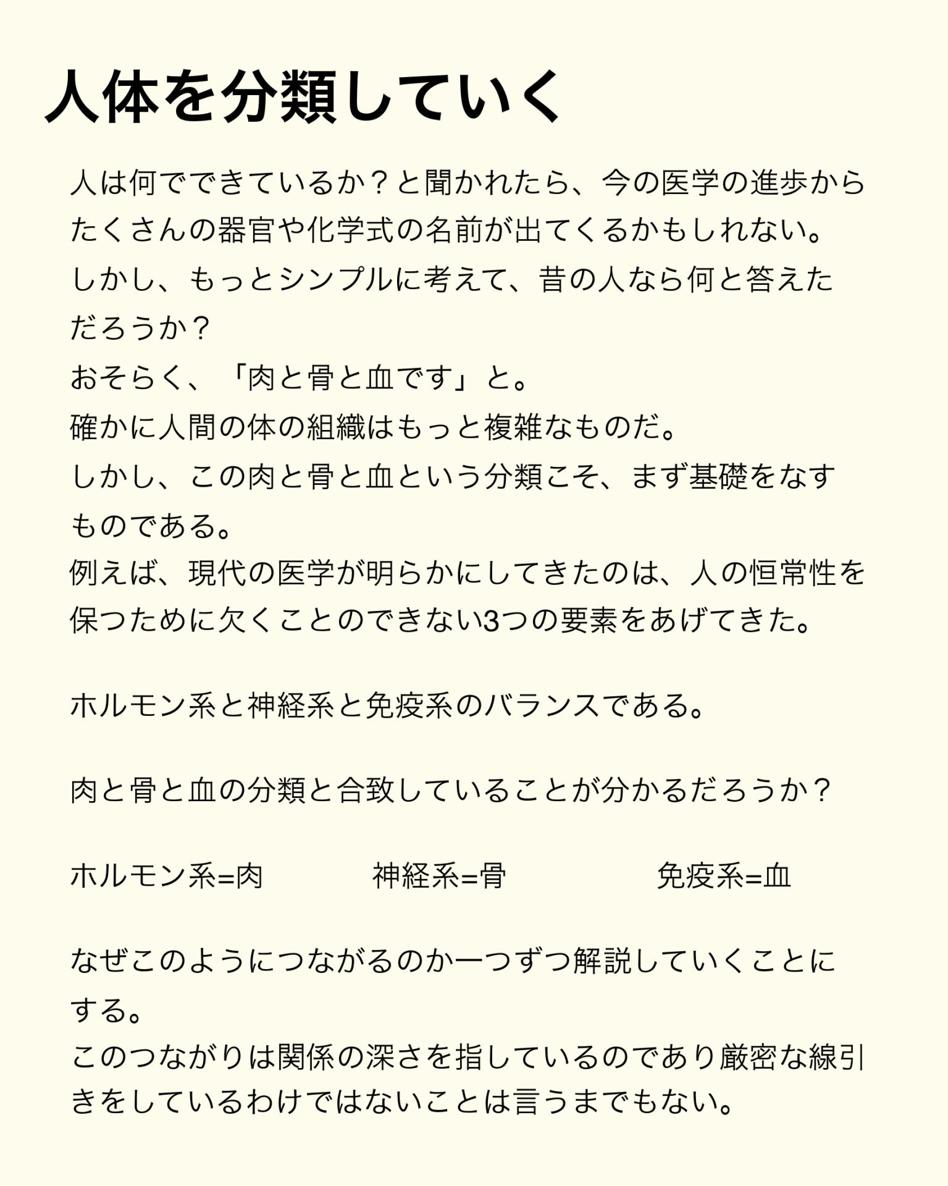 人体を分類していく
人は何でできているか？と聞かれたら、今の医学の進歩から
たくさんの器官や化学式の名前が出てくるかもしれない。
しかし、もっとシンプルに考えて、昔の人なら何と答えた
だろうか？
おそらく、「肉と骨と血です」と。
確かに人間の体の組織はもっと複雑なものだ。
しかし、この肉と骨と血という分類こそ、まず基礎をなす
ものである。
例えば、現代の医学が明らかにしてきたのは、人の恒常性を
保つために欠くことのできない3つの要素をあげてきた。
ホルモン系と神経系と免疫系のバランスである。
肉と骨と血の分類と合致していることが分かるだろうか？
ホルモン系=肉 神経系=骨 免疫系=血
なぜこのようにつながるのか一つずつ解説していくことに
する。
このつながりは関係の深さを指しているのであり厳密な線引
きをしているわけではないことは言うまでもない。